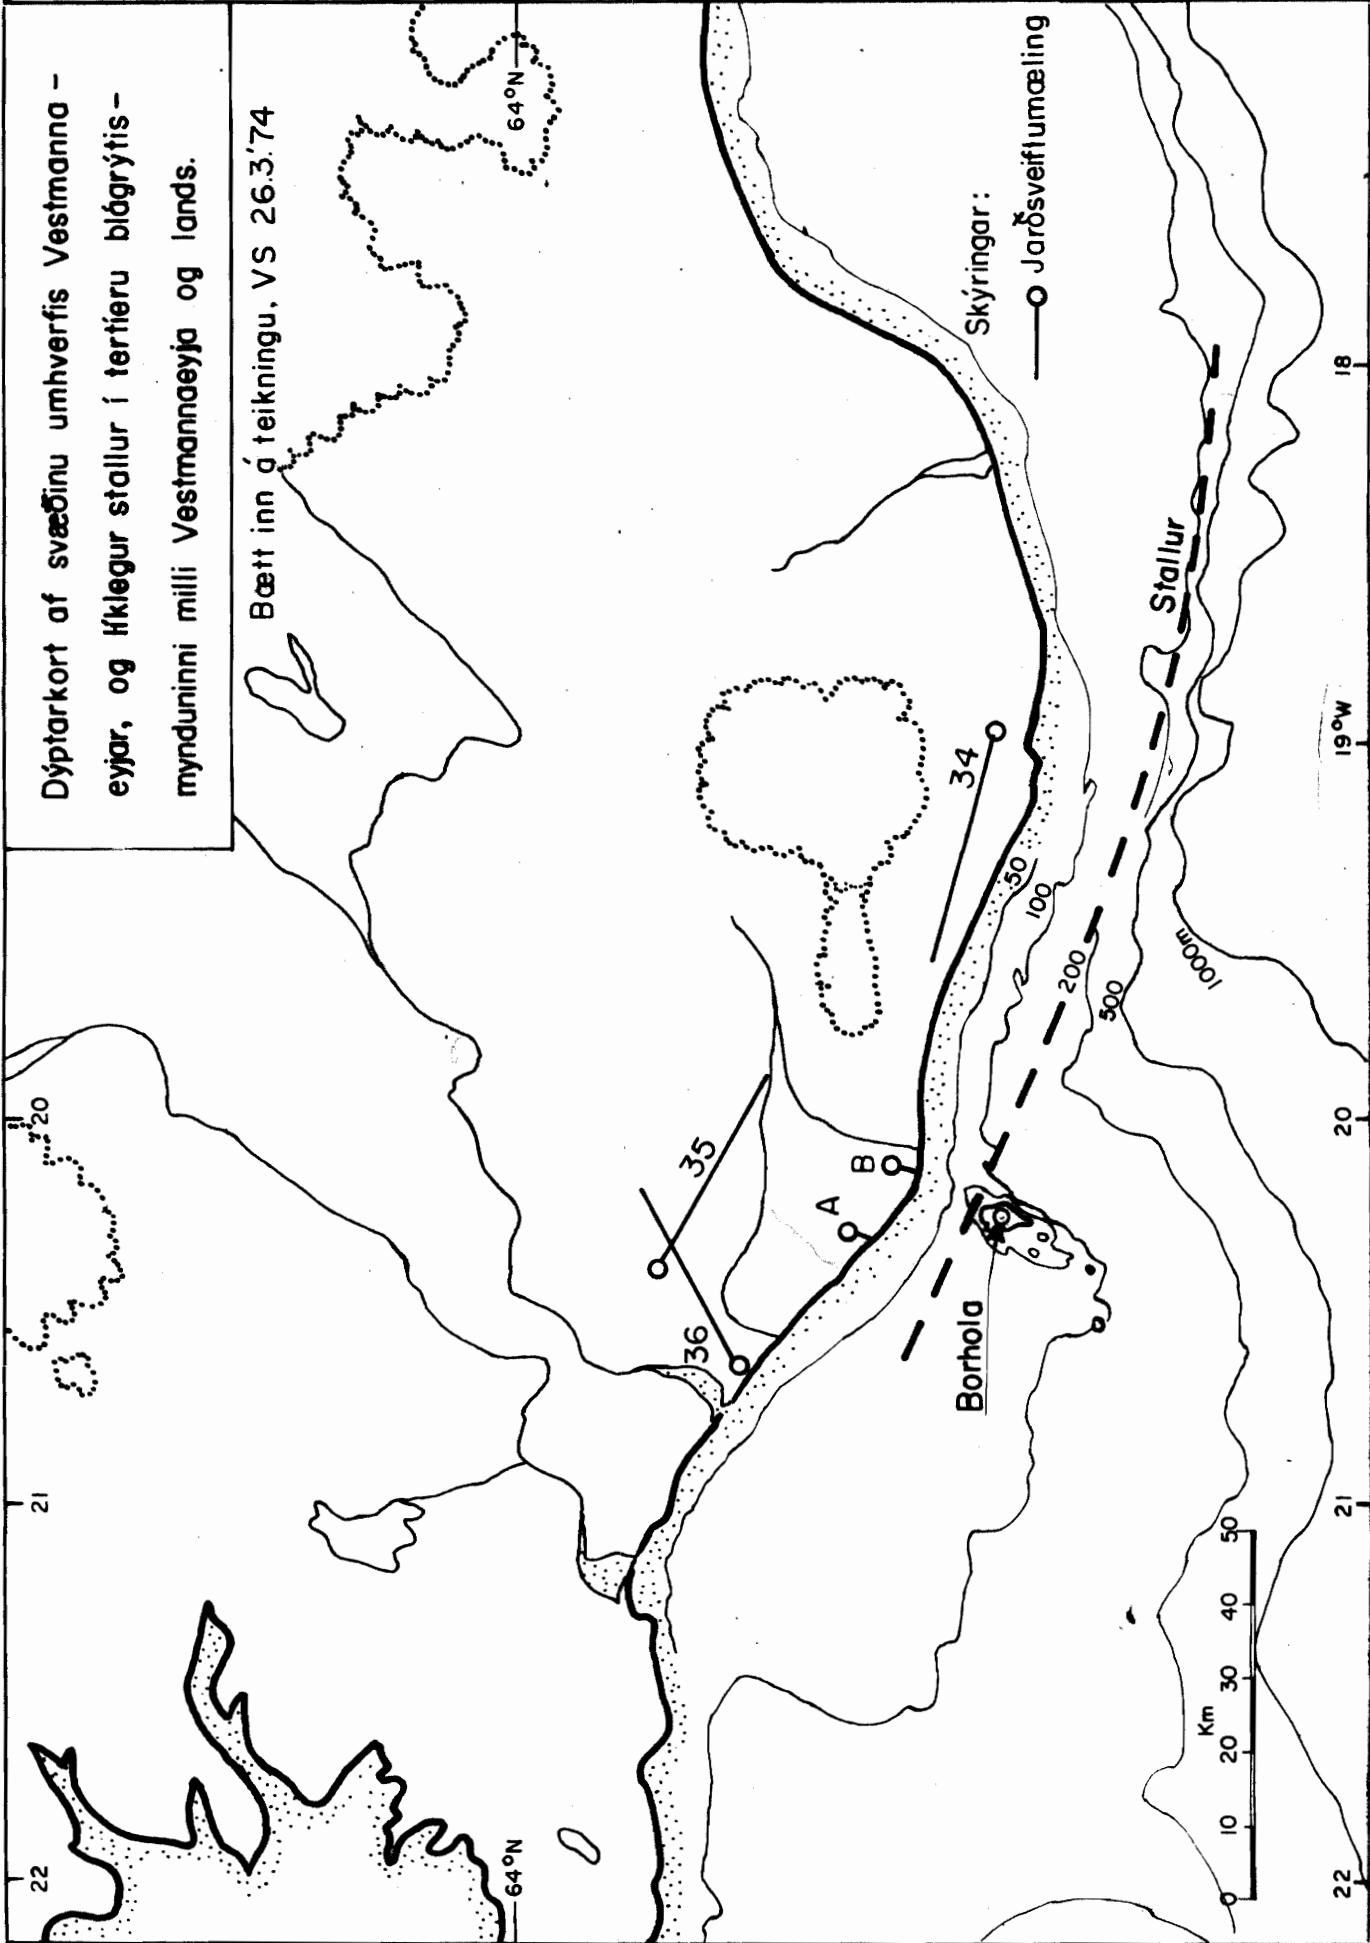 Dýptarkort af svæðinu umhverfis Vestmanna-
eyjar, og líklegur stallur í tertíeru blágrýtis-
mynduninni milli Vestmannaeyja og lands.
Bætt inn á teikningu, VS 26.3.'74
22
21
20
64°N
64°N
36
35
A
B
34
50
100
200
500
1000m
Borhola
Stallur
Skýringar:
Jarðsveiflumæling
Km
0 10 20 30 40 50
22
21
20
19°W
18